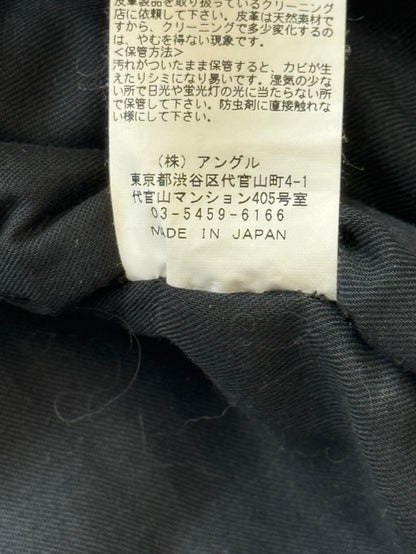 皮革製品を取り扱っているクリーニング
店に依頼して下さい。皮革は天然素材で
すから、クリーニングで多少変化するの
は、やむを得ない現象です。
<保管方法>
汚れがついたまま保管すると、カビが生
えたりシミになり易いです。湿気の少な
い所で日光や蛍光灯の光に当たらない所
で保管して下さい。防虫剤に直接触れな
い様にして下さい。
(株) アングル
東京都渋谷区代官山町4-1
代官山マンション405号室
03-5459-6166
MADE IN JAPAN